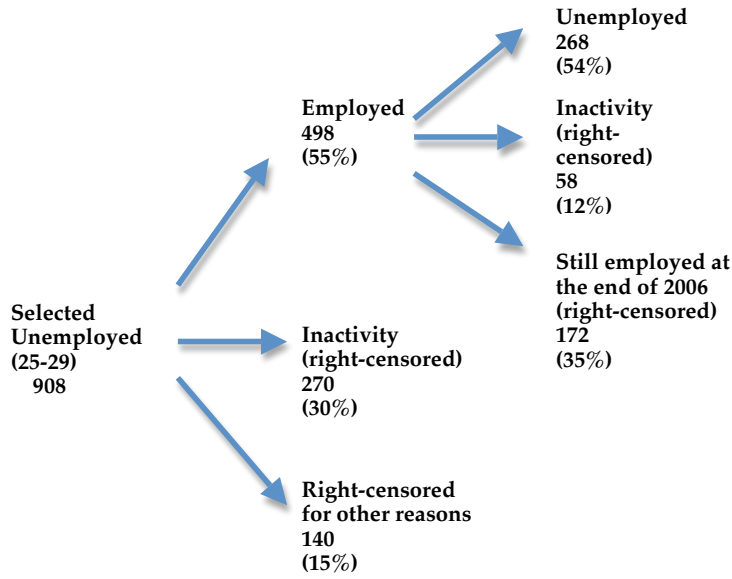 Selected
Unemployed
(25-29)
908
Employed
498
(55%)
Inactivity
(right-censored)
270
(30%)
Right-censored
for other reasons
140
(15%)
Unemployed
268
(54%)
Inactivity
(right-
censored)
58
(12%)
Still employed at
the end of 2006
(right-censored)
172
(35%)